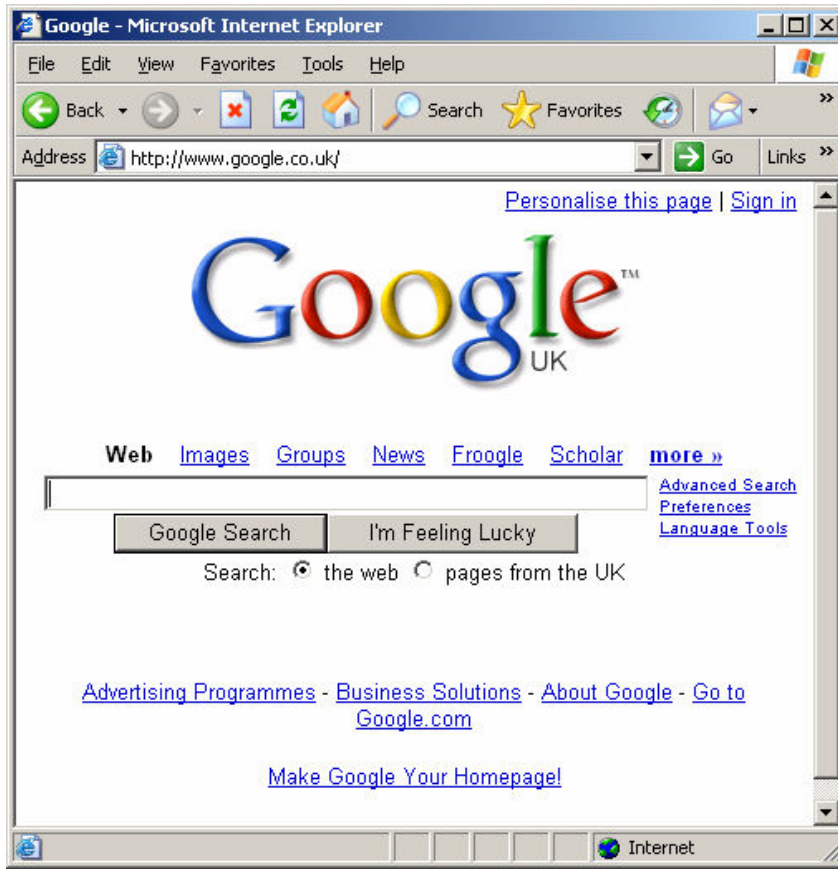 Google - Microsoft Internet Explorer
File Edit View Favorites Tools Help
Back Search Favorites »
Address http://www.google.co.uk/ Go Links »
Personalise this page | Sign in
Google™
UK
Web Images Groups News Froogle Scholar more »
Advanced Search
Preferences
Language Tools
Google Search I'm Feeling Lucky
Search: the web pages from the UK
Advertising Programmes - Business Solutions - About Google - Go to
Google.com
Make Google Your Homepage!
Internet